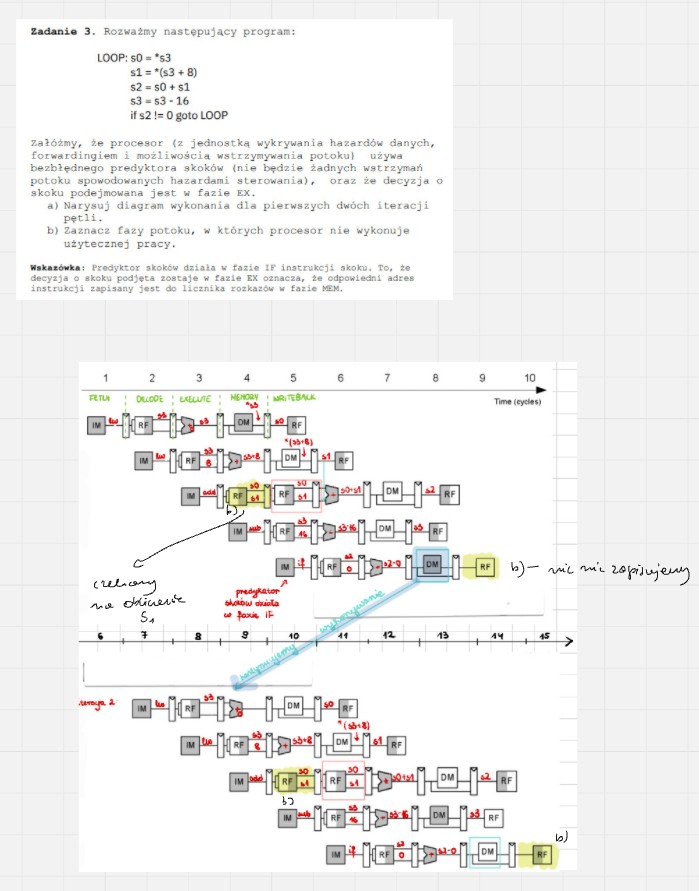 Zadanie 3. Rozważmy następujący program:
LOOP: s0 = *s3
s1 = *(s3 + 8)
s2 = s0 + s1
s3 = s3 - 16
if s2 != 0 goto LOOP
Załóżmy, że procesor (z jednostką wykrywania hazardów danych,
forwardingiem i możliwością wstrzymywania potoku) używa
bezbłędnego predyktora skoków (nie będzie żadnych wstrzymań
potoku spowodowanych hazardami sterowania), oraz że decyzja o
skoku podejmowana jest w fazie EX.
a) Narysuj diagram wykonania dla pierwszych dwóch iteracji
pętli.
b) Zaznacz fazy potoku, w których procesor nie wykonuje
użytecznej pracy.
Wskazówka: Predyktor skoków działa w fazie IF instrukcji skoku. To, że
decyzja o skoku podjęta zostaje w fazie EX oznacza, że odpowiedni adres
instrukcji zapisany jest do licznika rozkazów w fazie MEM.
1 2 3 4 5 6 7 8 9 10
Time (cycles)
FETCH DECODE EXECUTE MEMORY WRITEBACK
*s3
IM lw RF s3 s3 DM s0 RF
*(s3+8)
IM lw RF s3 8 + s3+8 DM s1 RF
IM add RF s0 s1 RF s0 s1 + s0+s1 DM s2 RF
b)
IM sub RF s3 16 - s3-16 DM s3 RF
IM if RF s2 0 - s2-0 DM RF b) — nic nie zapisujemy
czekamy
na
s1
predykator
skoków działa
w fazie IF
6 7 8 9 10 11 12 13 14 15
2
IM lw RF s3 0 DM s0 RF
*(s3+8)
IM lw RF s3 8 + s3+8 DM s1 RF
IM add RF s0 s1 RF s0 s1 + s0+s1 DM s2 RF
b)
IM sub RF s3 16 - s3-16 DM s3 RF
b)
IM if RF s2 0 + s2-0 DM RF